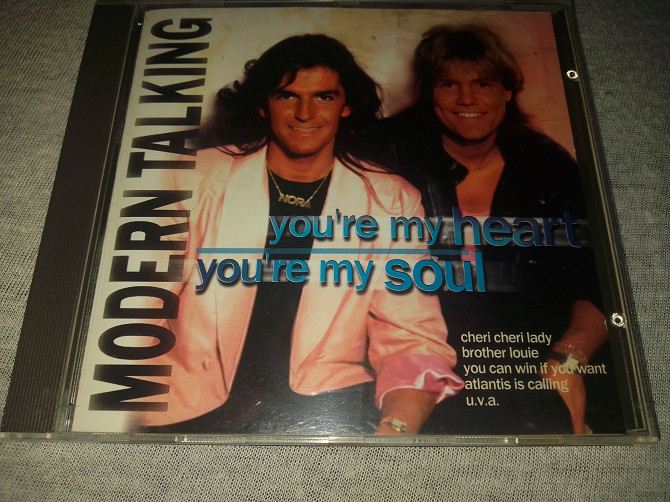 MODERN TALKING
NORA
you're my heart
you're my soul
cheri cheri lady
brother louie
you can win if you want
atlantis is calling
u.v.a.